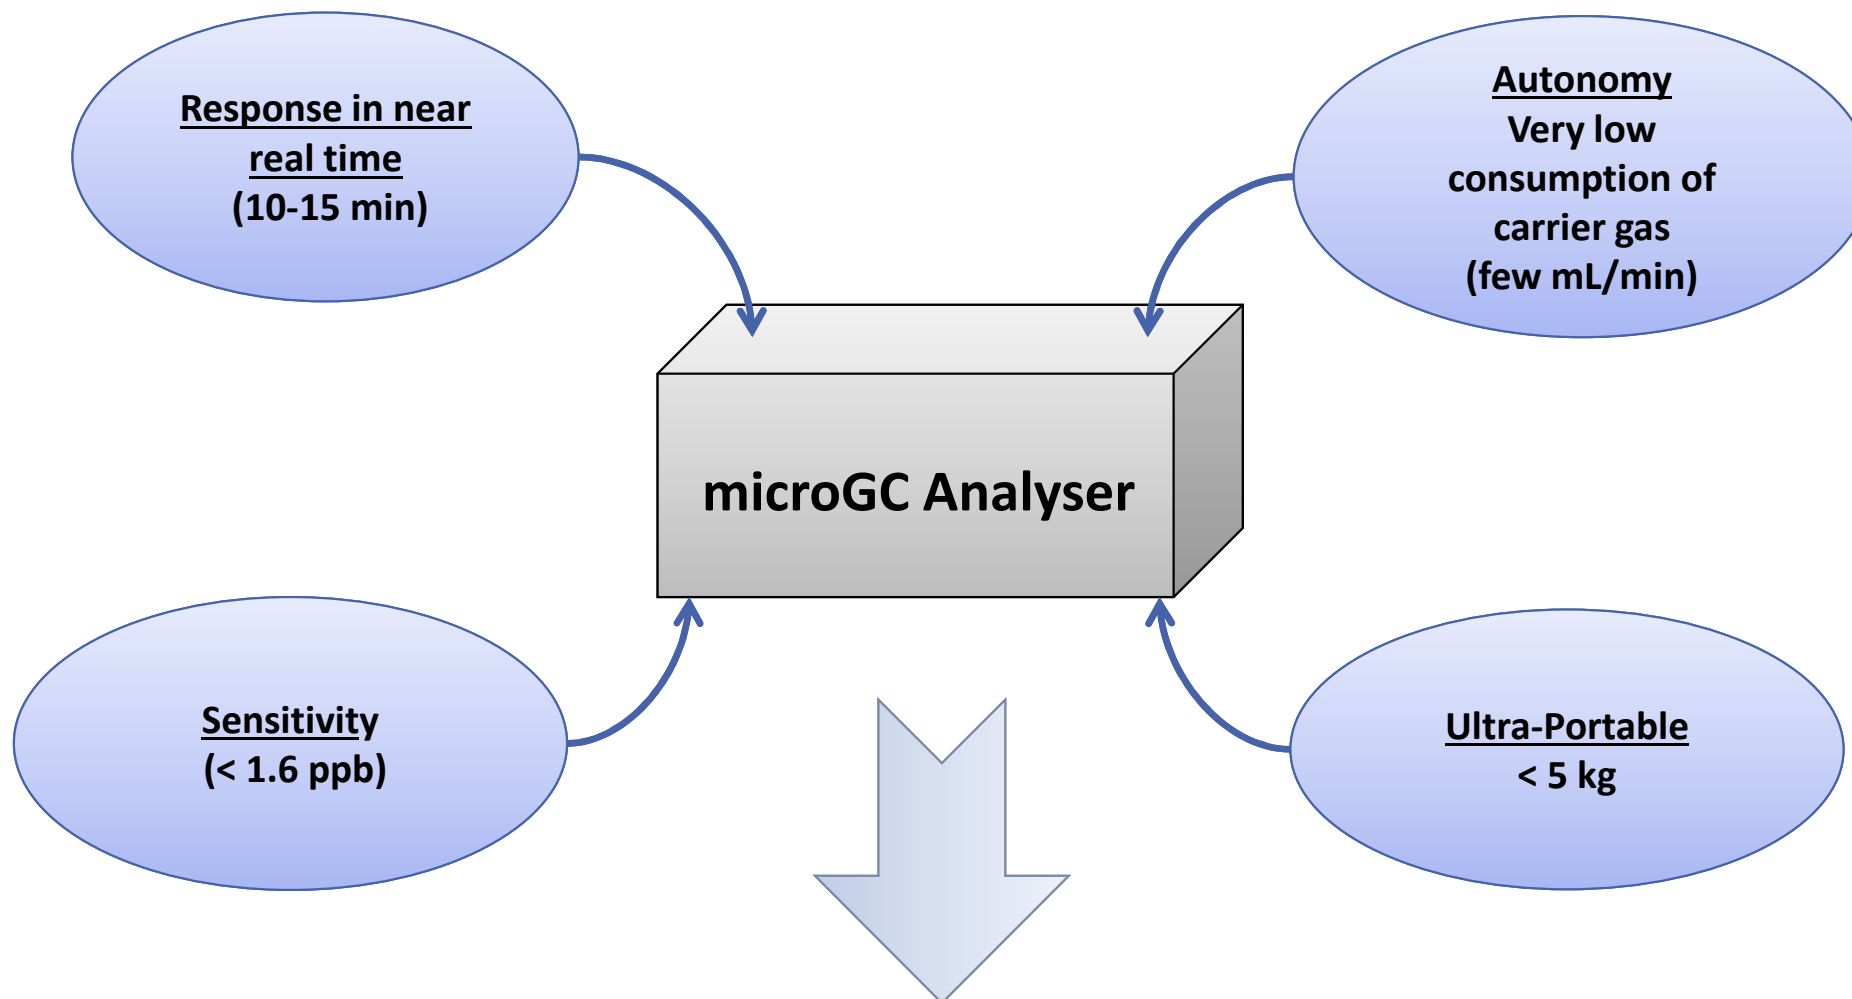 Response in near
real time
(10-15 min)
Autonomy
Very low
consumption of
carrier gas
(few mL/min)
microGC Analyser
Sensitivity
(< 1.6 ppb)
Ultra-Portable
< 5 kg